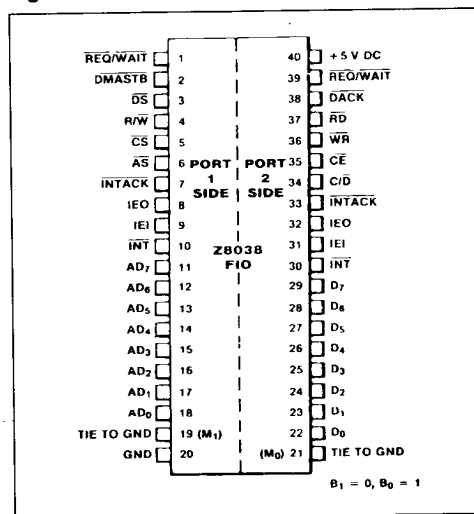 REQ/WAIT 1 40 +5 V DC
DMASTB 2 39 REQ/WAIT
DS 3 38 DACK
R/W 4 37 RD
CS 5 36 WR
AS 6 35 CE
INTACK 7 34 C/D
IEO 8 33 INTACK
IEI 9 32 IEO
INT 10 31 IEI
AD7 11 30 INT
AD6 12 29 D7
AD5 13 28 D6
AD4 14 27 D5
AD3 15 26 D4
AD2 16 25 D3
AD1 17 24 D2
AD0 18 23 D1
TIE TO GND 19 (M1) 22 D0
GND 20 (M0) 21 TIE TO GND
PORT PORT
1 2
SIDE SIDE
Z8038
FIO
B1 = 0, B0 = 1